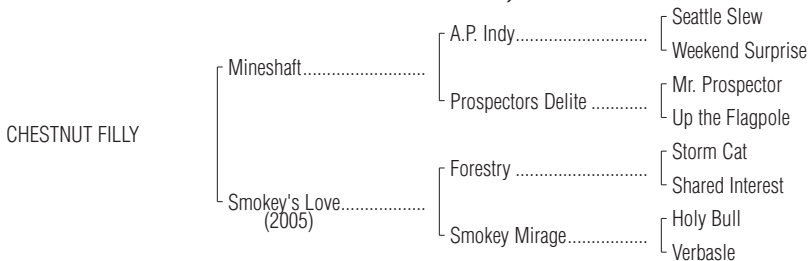 Seattle Slew
A.P. Indy..............................
Weekend Surprise
Mineshaft...........................
Mr. Prospector
Prospectors Delite .............
Up the Flagpole
CHESTNUT FILLY
Storm Cat
Forestry ..............................
Shared Interest
Smokey's Love...................
(2005)
Holy Bull
Smokey Mirage..................
Verbasle